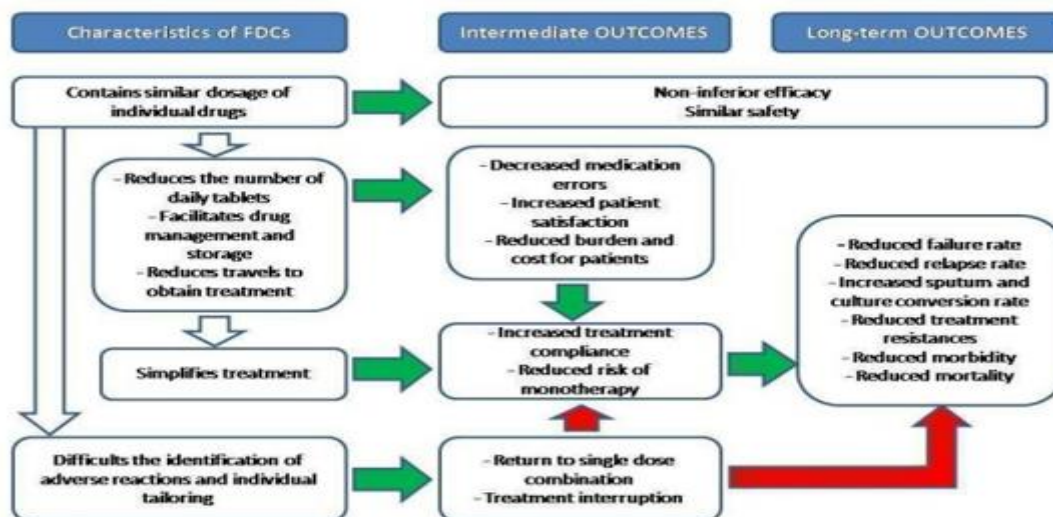 Characteristics of FDCs
Intermediate OUTCOMES
Long-term OUTCOMES
Contains similar dosage of
individual drugs
Non-inferior efficacy
Similar safety
- Reduces the number of
daily tablets
- Facilitates drug
management and
storage
- Reduces travels to
obtain treatment
- Decreased medication
errors
- Increased patient
satisfaction
- Reduced burden and
cost for patients
Simplifies treatment
- Increased treatment
compliance
- Reduced risk of
monotherapy
- Reduced failure rate
- Reduced relapse rate
- Increased sputum and
culture conversion rate
- Reduced treatment
resistances
- Reduced morbidity
- Reduced mortality
Difficults the identification of
adverse reactions and individual
tailoring
- Return to single dose
combination
- Treatment interruption